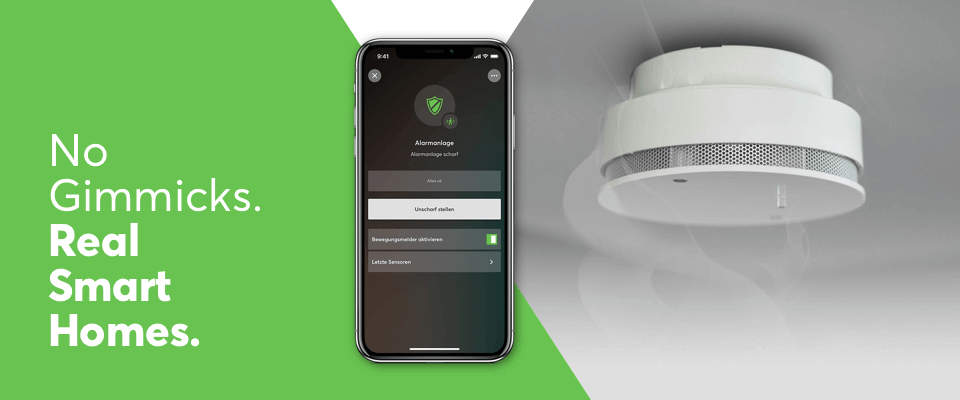 No
Gimmicks.
Real
Smart
Homes.
9:41
Alarmanlage
Alarmanlage scharf
Alles ok
Unscharf stellen
Bewegungsmelder aktivieren
Letzte Sensoren